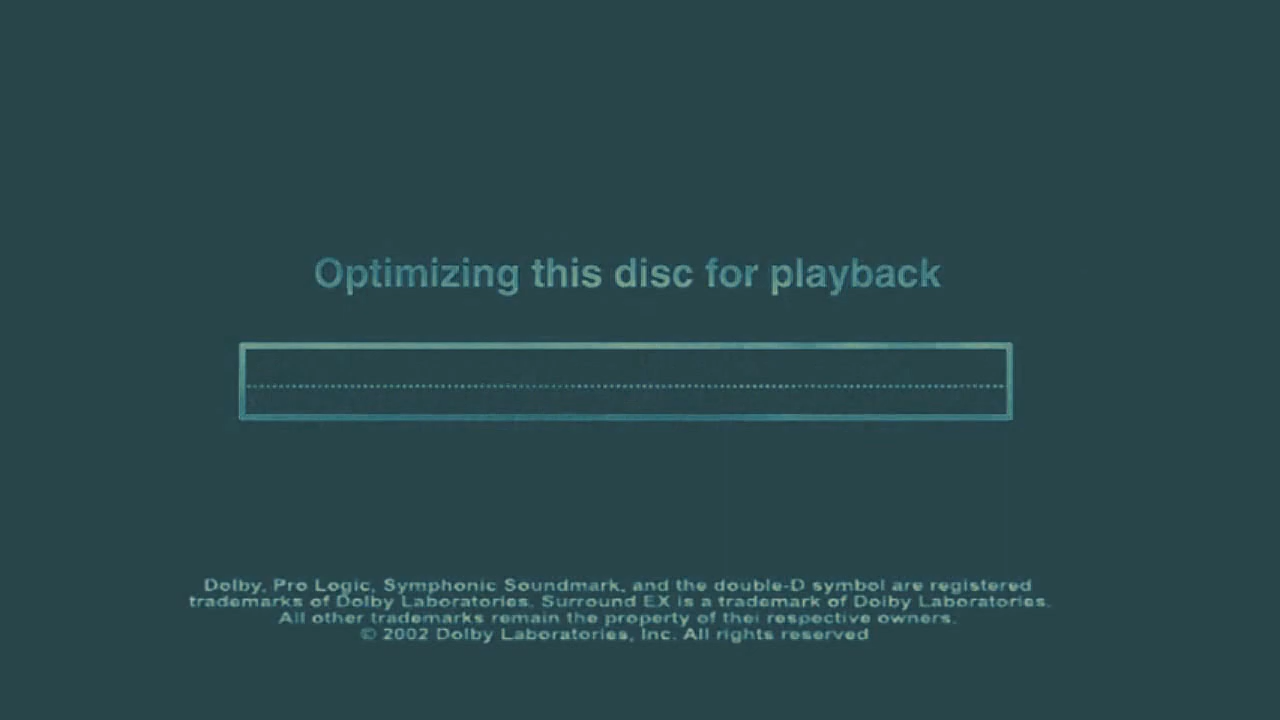 Optimizing this disc for playback
Dolby, Pro Logic, Symphonic Soundmark, and the double-D symbol are registered
trademarks of Dolby Laboratories. Surround EX is a trademark of Dolby Laboratories.
All other trademarks remain the property of thei respective owners.
© 2002 Dolby Laboratories, Inc. All rights reserved